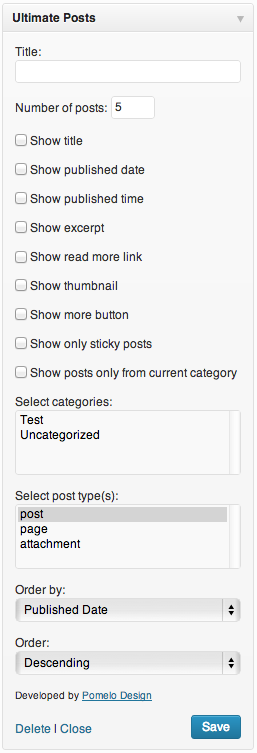 Ultimate Posts
Title:
Number of posts: 5
Show title
Show published date
Show published time
Show excerpt
Show read more link
Show thumbnail
Show more button
Show only sticky posts
Show posts only from current category
Select categories:
Test
Uncategorized
Select post type(s):
post
page
attachment
Order by:
Published Date
Order:
Descending
Developed by Pomelo Design
Delete | Close Save